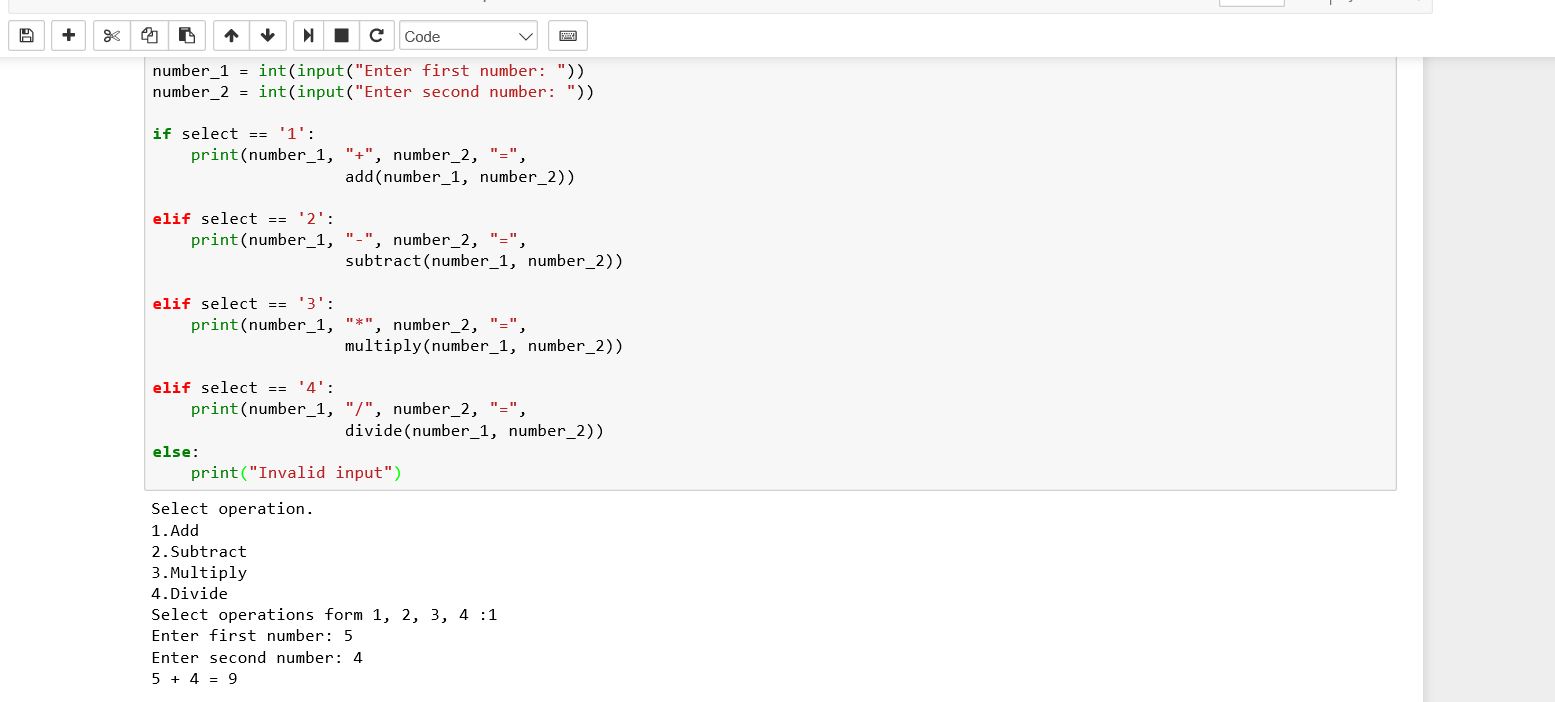 Code
number_1 = int(input("Enter first number: "))
number_2 = int(input("Enter second number: "))
if select == '1':
    print(number_1, "+", number_2, "=",
                    add(number_1, number_2))
elif select == '2':
    print(number_1, "-", number_2, "=",
                    subtract(number_1, number_2))
elif select == '3':
    print(number_1, "*", number_2, "=",
                    multiply(number_1, number_2))
elif select == '4':
    print(number_1, "/", number_2, "=",
                    divide(number_1, number_2))
else:
    print("Invalid input")
Select operation.
1.Add
2.Subtract
3.Multiply
4.Divide
Select operations form 1, 2, 3, 4 :1
Enter first number: 5
Enter second number: 4
5 + 4 = 9